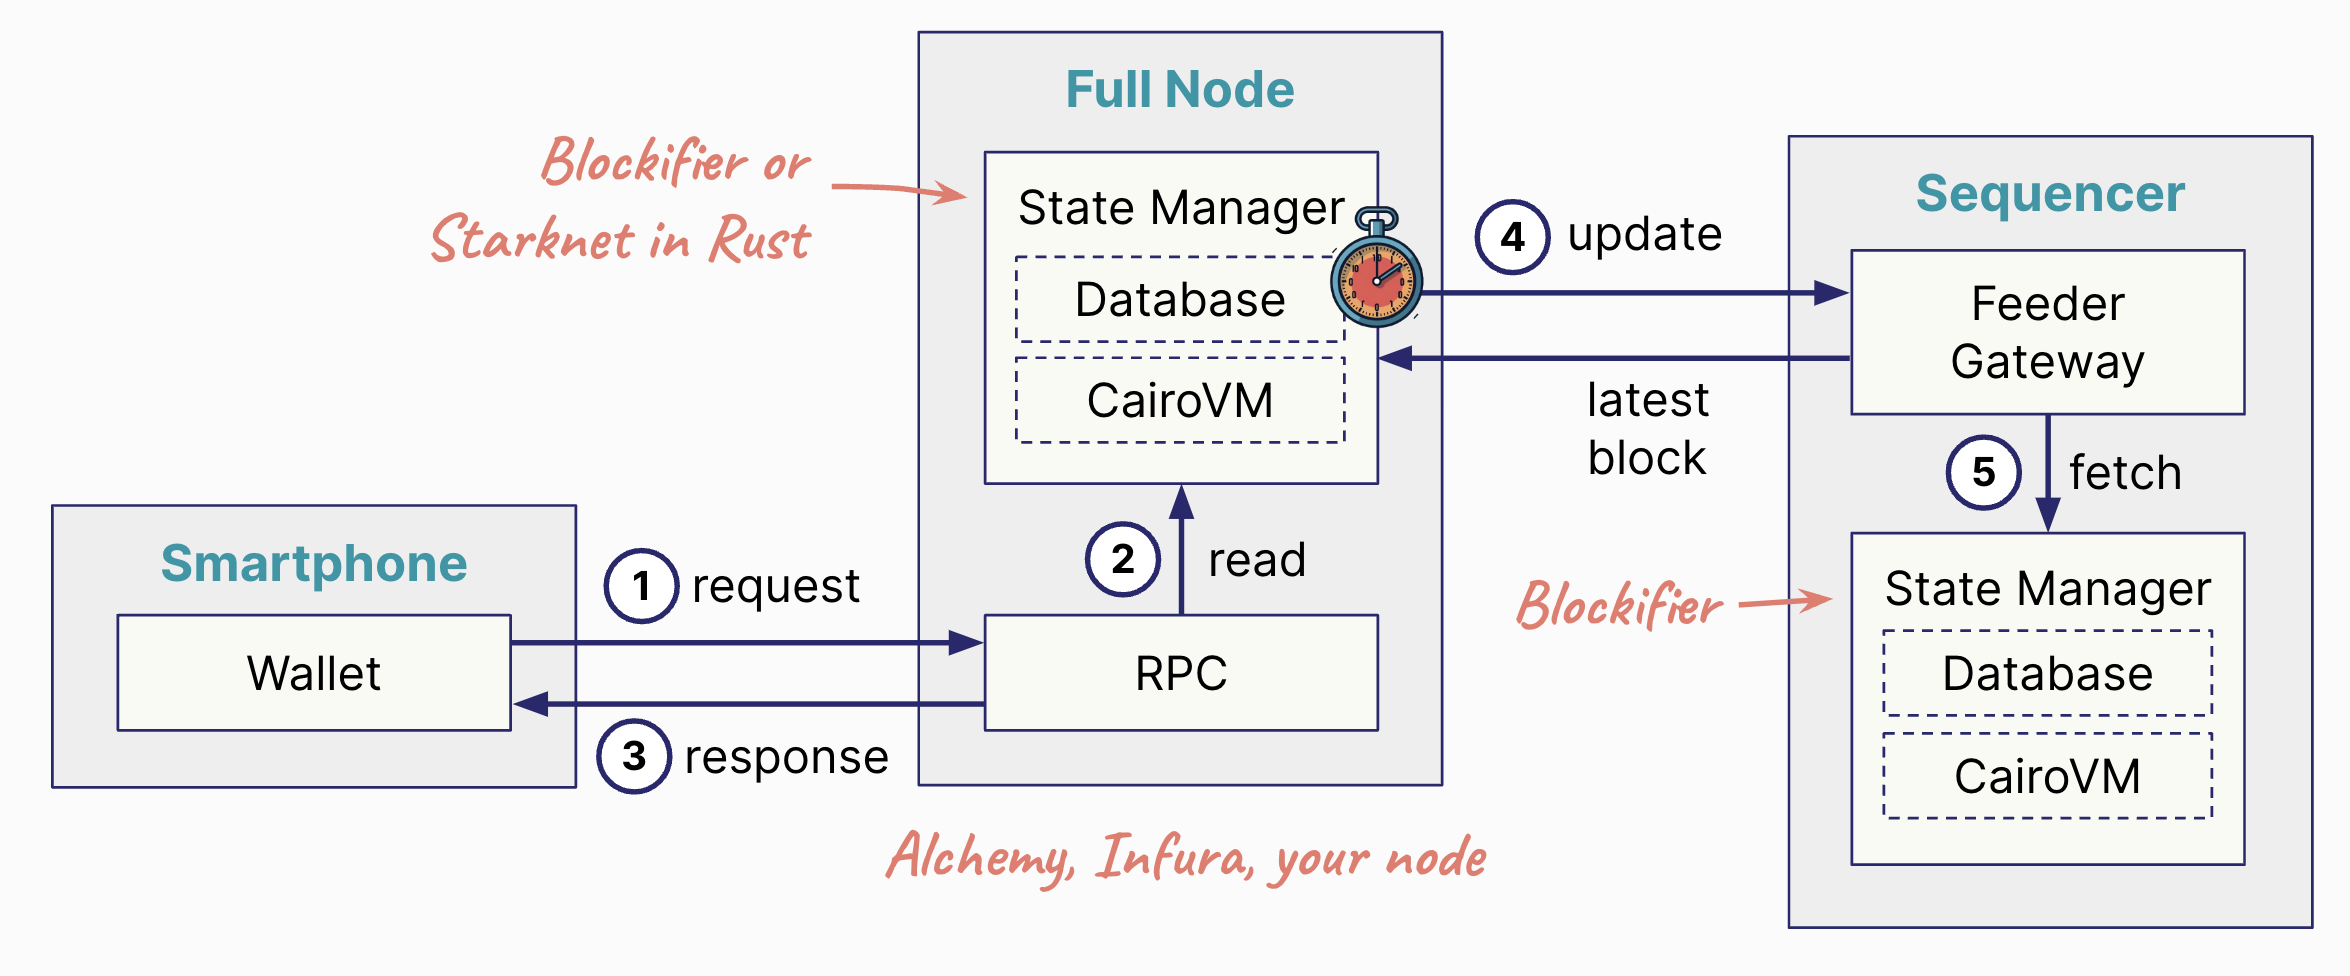 Full Node
Blockifier or
Starknet in Rust
State Manager
Database
CairoVM
4 update
latest
block
Sequencer
Feeder
Gateway
5 fetch
Smartphone
Wallet
1 request
2 read
RPC
3 response
Blockifier
State Manager
Database
CairoVM
Alchemy, Infura, your node